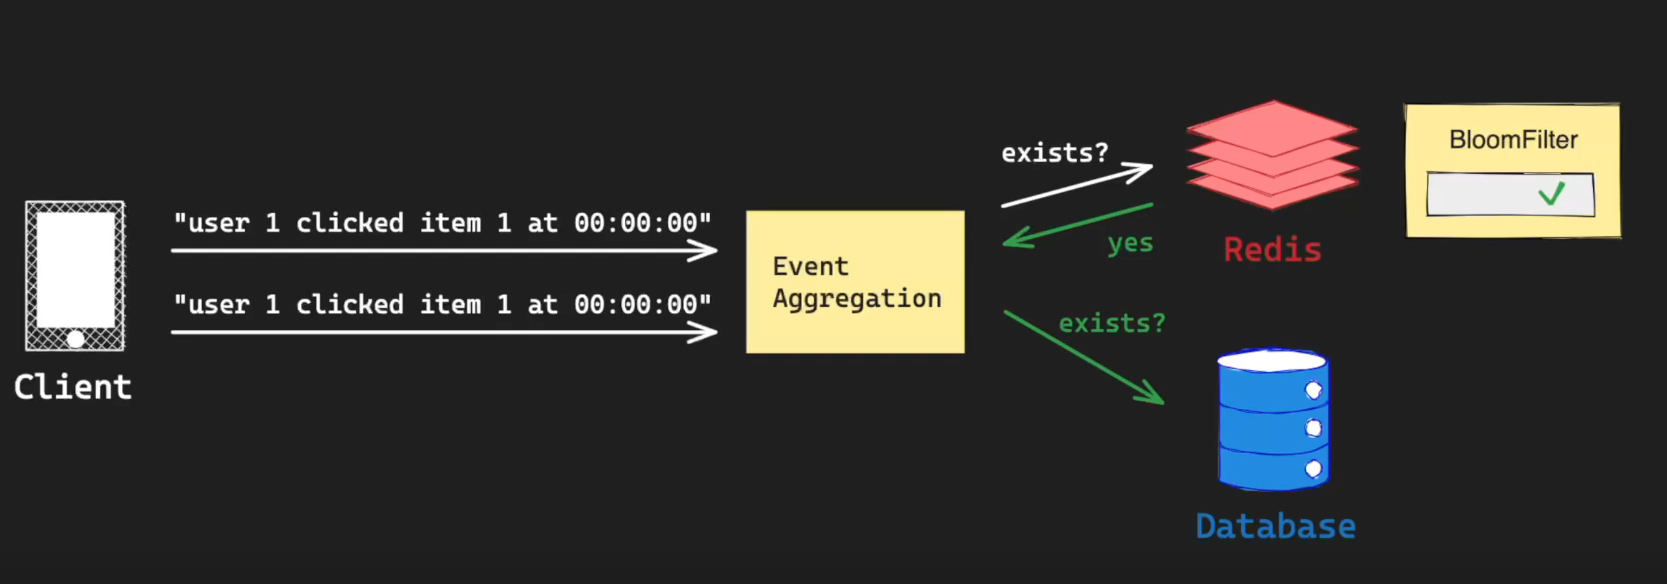 "user 1 clicked item 1 at 00:00:00"
"user 1 clicked item 1 at 00:00:00"
Client
Event
Aggregation
exists?
yes
Redis
BloomFilter
exists?
Database